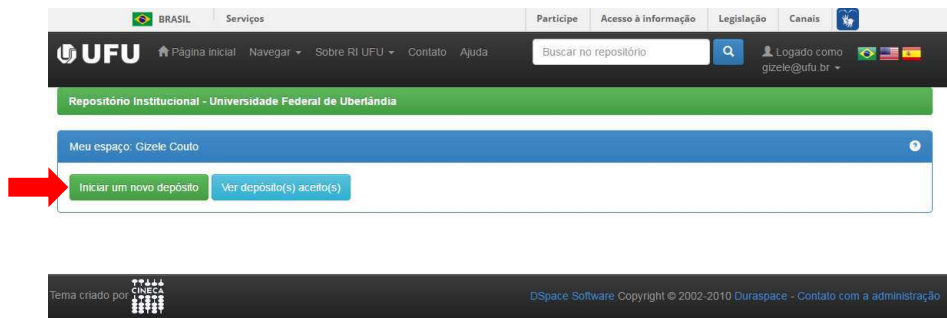 BRASIL Serviços Participe Acesso à informação Legislação Canais
UFU Página inicial Navegar Sobre RI UFU Contato Ajuda Buscar no repositório Logado como
gizele@ufu.br
Repositório Institucional - Universidade Federal de Uberlândia
Meu espaço: Gizele Couto
Iniciar um novo depósito Ver depósito(s) aceito(s)
Tema criado por CINECA DSpace Software Copyright © 2002-2010 Duraspace - Contato com a administração